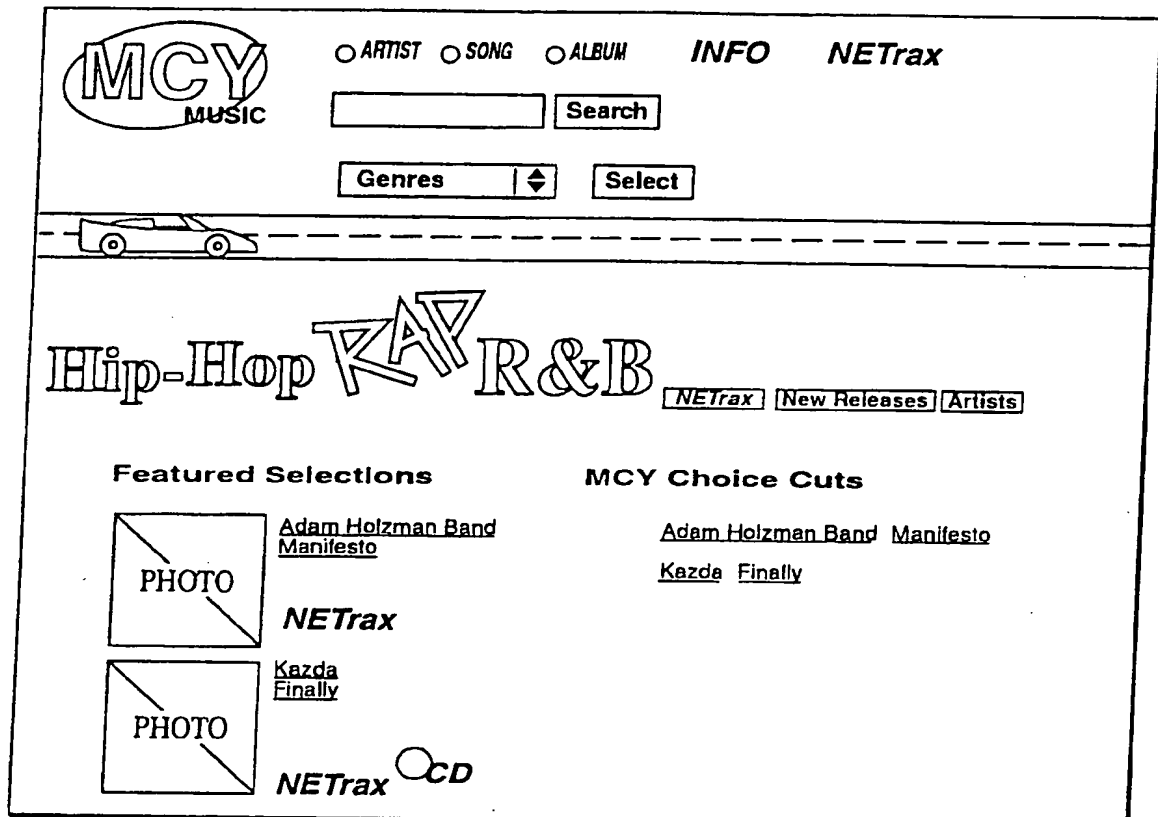 MCY
MUSIC
ARTIST SONG ALBUM INFO NETrax
Search
Genres Select
Hip-Hop RAP R&B
NETrax New Releases Artists
Featured Selections
Adam Holzman Band
Manifesto
PHOTO
NETrax
Kazda
Finally
PHOTO
NETrax CD
MCY Choice Cuts
Adam Holzman Band Manifesto
Kazda Finally